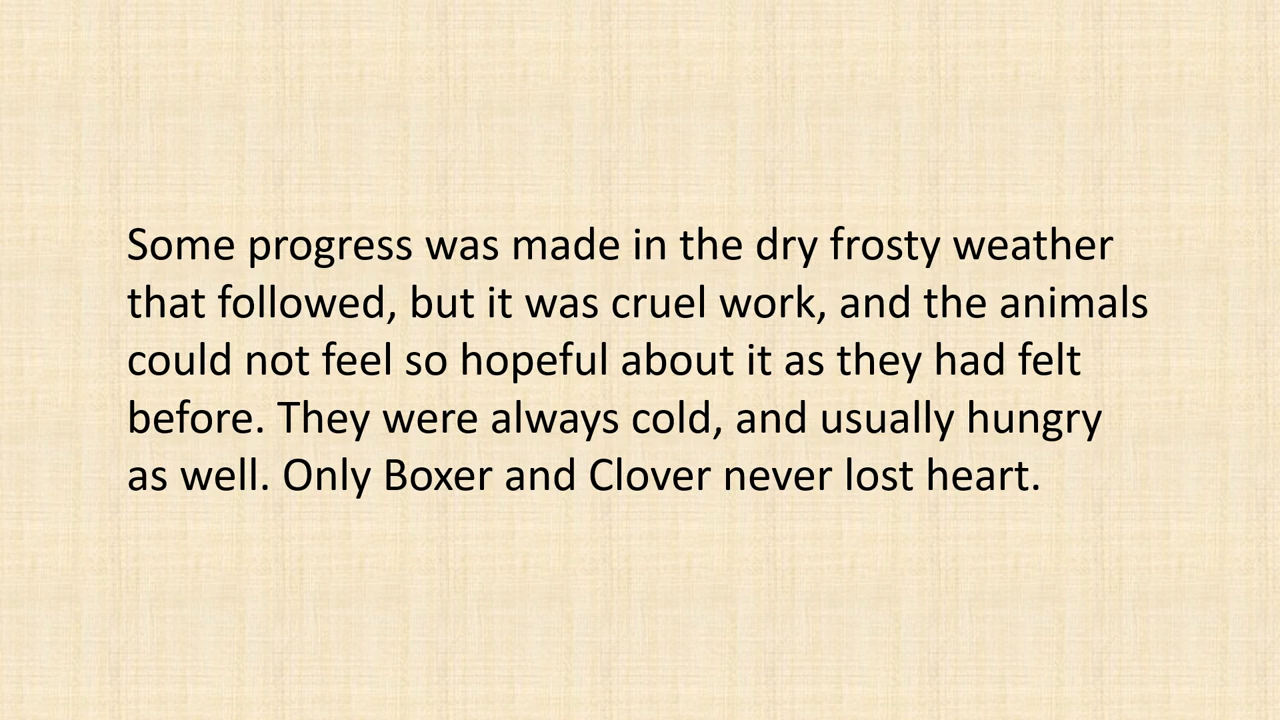 Some progress was made in the dry frosty weather
that followed, but it was cruel work, and the animals
could not feel so hopeful about it as they had felt
before. They were always cold, and usually hungry
as well. Only Boxer and Clover never lost heart.